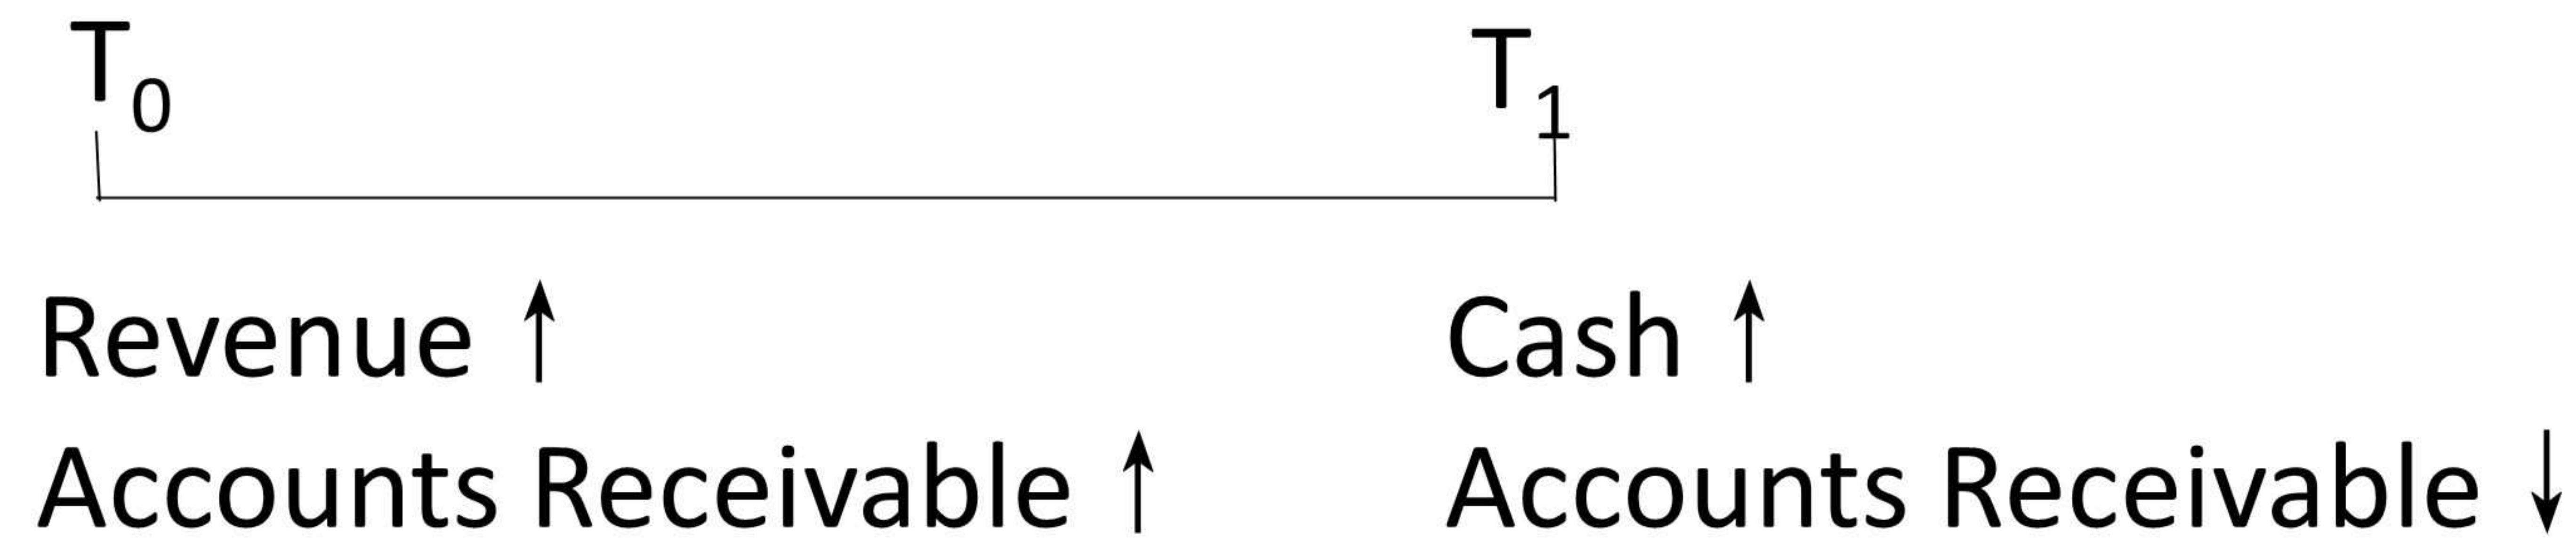 T0 T1
Revenue ↑ Cash ↑
Accounts Receivable ↑ Accounts Receivable ↓